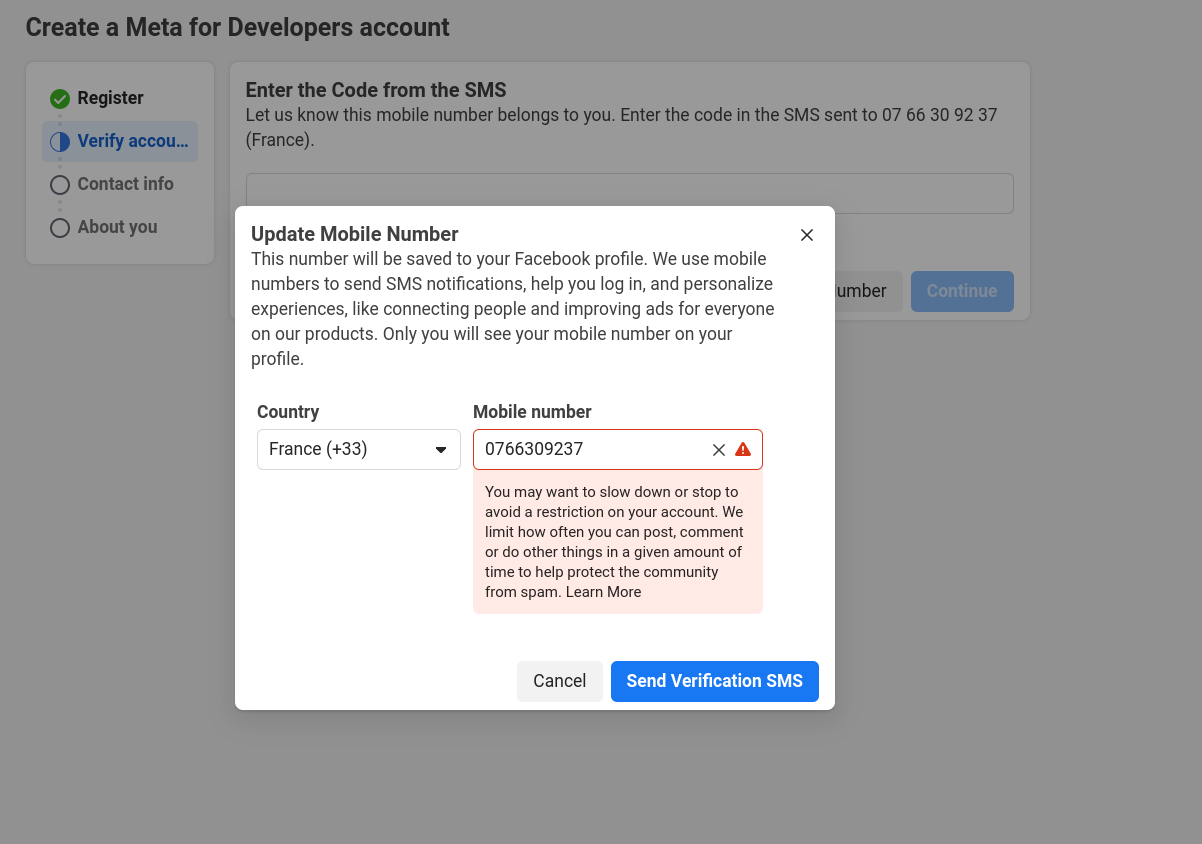 Create a Meta for Developers account
Register
Verify accou...
Contact info
About you
Enter the Code from the SMS
Let us know this mobile number belongs to you. Enter the code in the SMS sent to 07 66 30 92 37
(France).
Continue
Update Mobile Number
This number will be saved to your Facebook profile. We use mobile
numbers to send SMS notifications, help you log in, and personalize
experiences, like connecting people and improving ads for everyone
on our products. Only you will see your mobile number on your
profile.
Country
Mobile number
France (+33)
0766309237
You may want to slow down or stop to
avoid a restriction on your account. We
limit how often you can post, comment
or do other things in a given amount of
time to help protect the community
from spam. Learn More
Cancel
Send Verification SMS